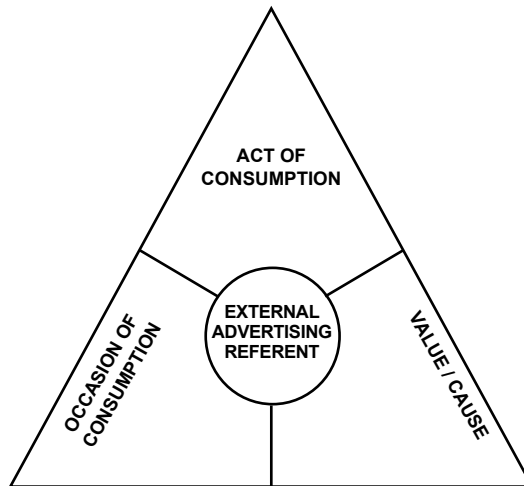 ACT OF
CONSUMPTION
EXTERNAL
ADVERTISING
REFERENT
OCCASION OF
CONSUMPTION
VALUE / CAUSE